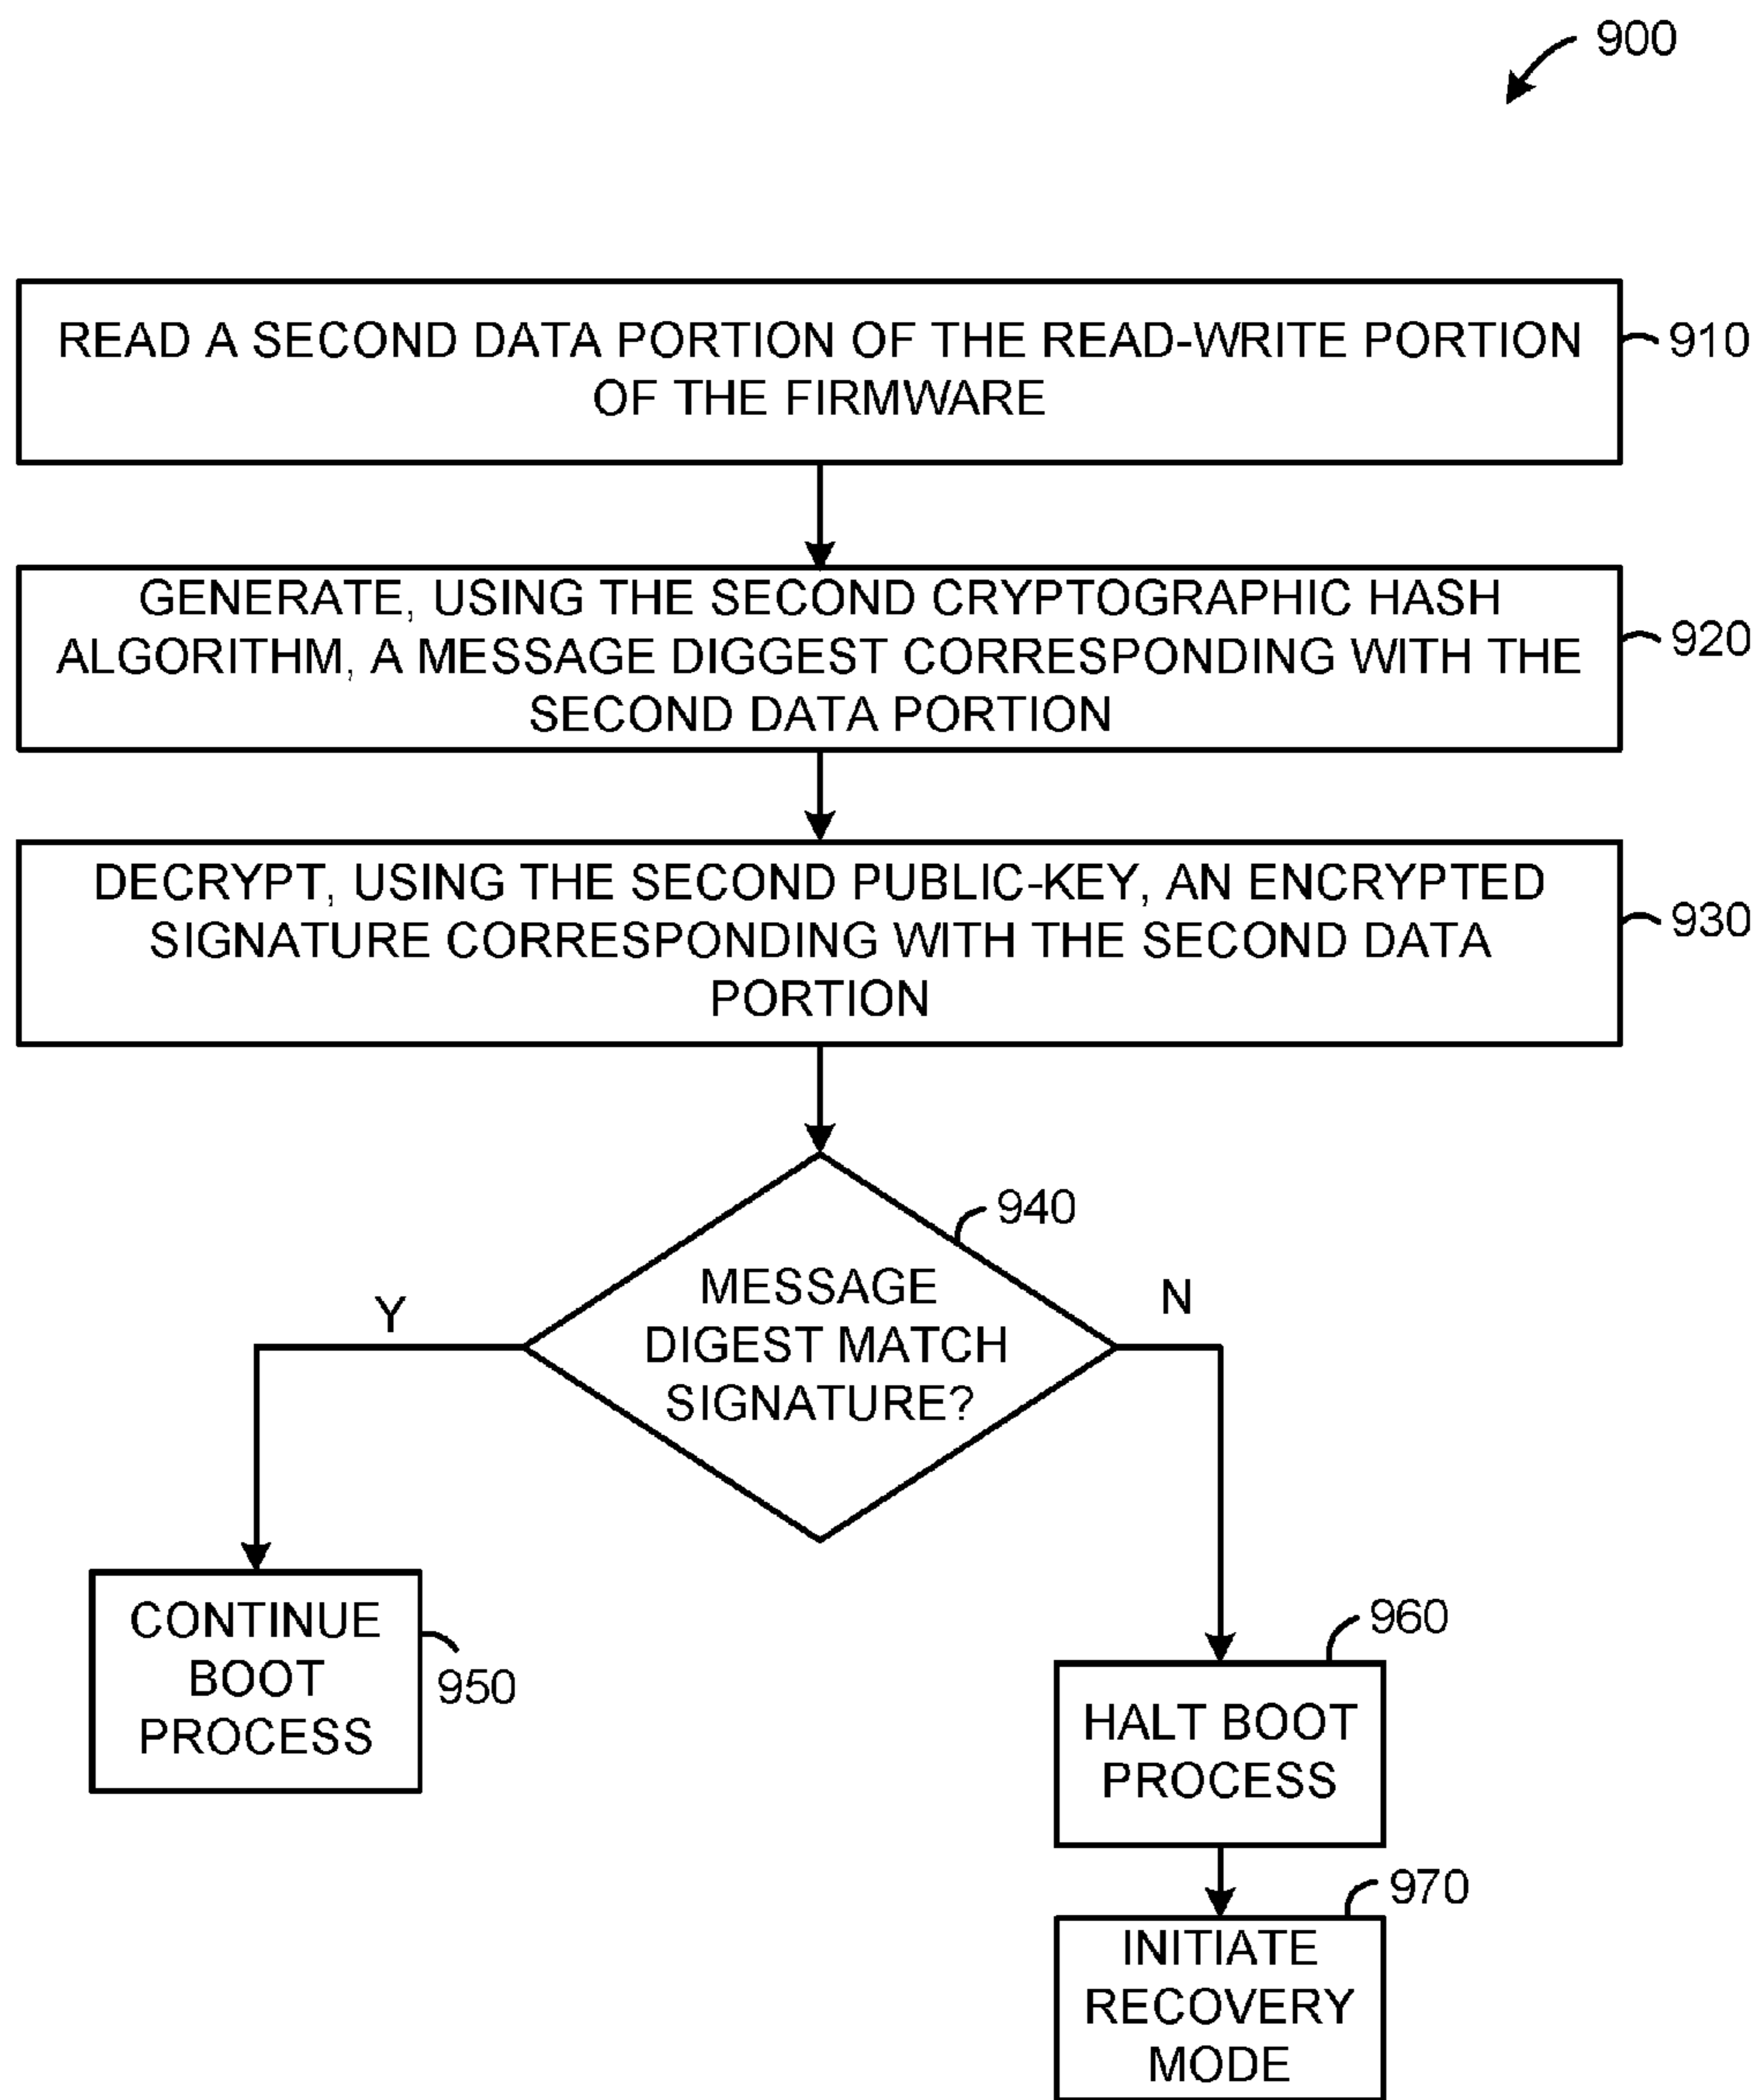 900
READ A SECOND DATA PORTION OF THE READ-WRITE PORTION
OF THE FIRMWARE
910
GENERATE, USING THE SECOND CRYPTOGRAPHIC HASH
ALGORITHM, A MESSAGE DIGGEST CORRESPONDING WITH THE
SECOND DATA PORTION
920
DECRYPT, USING THE SECOND PUBLIC-KEY, AN ENCRYPTED
SIGNATURE CORRESPONDING WITH THE SECOND DATA
PORTION
930
940
MESSAGE
DIGEST MATCH
SIGNATURE?
Y
N
CONTINUE
BOOT
PROCESS
950
960
HALT BOOT
PROCESS
970
INITIATE
RECOVERY
MODE